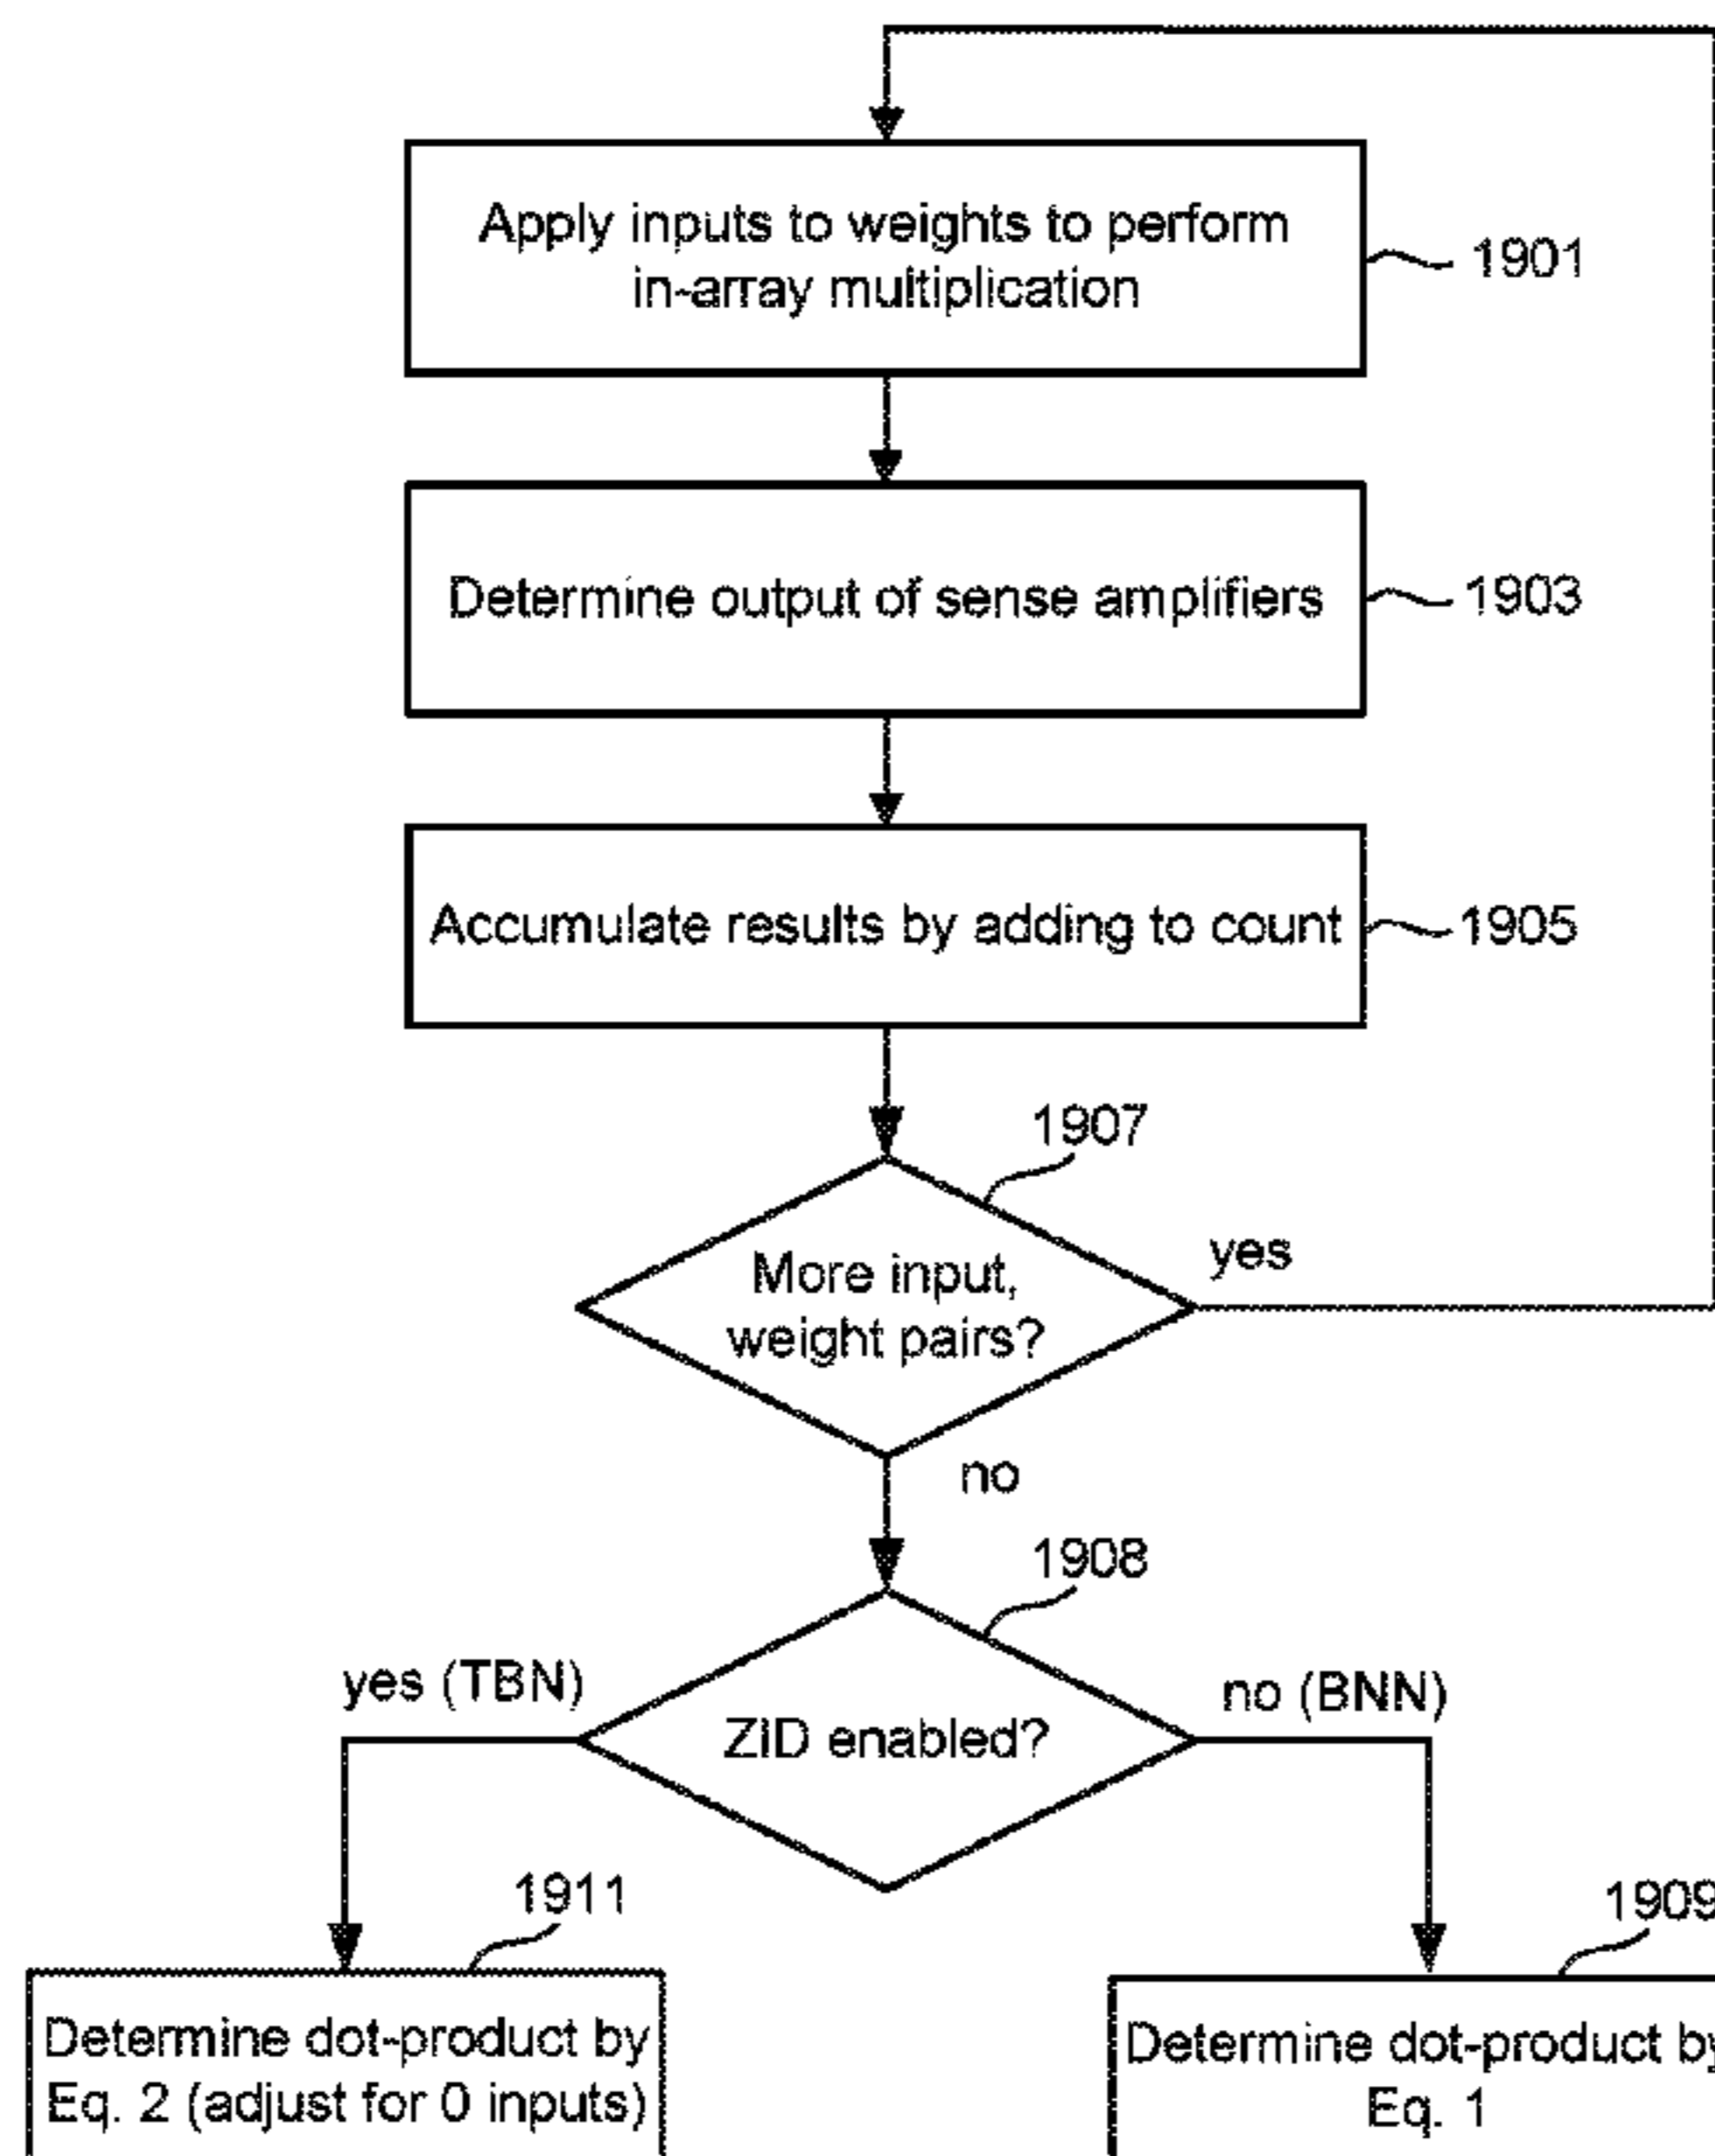 Apply inputs to weights to perform
in-array multiplication
1901
Determine output of sense amplifiers
1903
Accumulate results by adding to count
1905
1907
More input,
weight pairs?
yes
no
1908
ZID enabled?
yes (TBN)
no (BNN)
1911
Determine dot-product by
Eq. 2 (adjust for 0 inputs)
1909
Determine dot-product by
Eq. 1